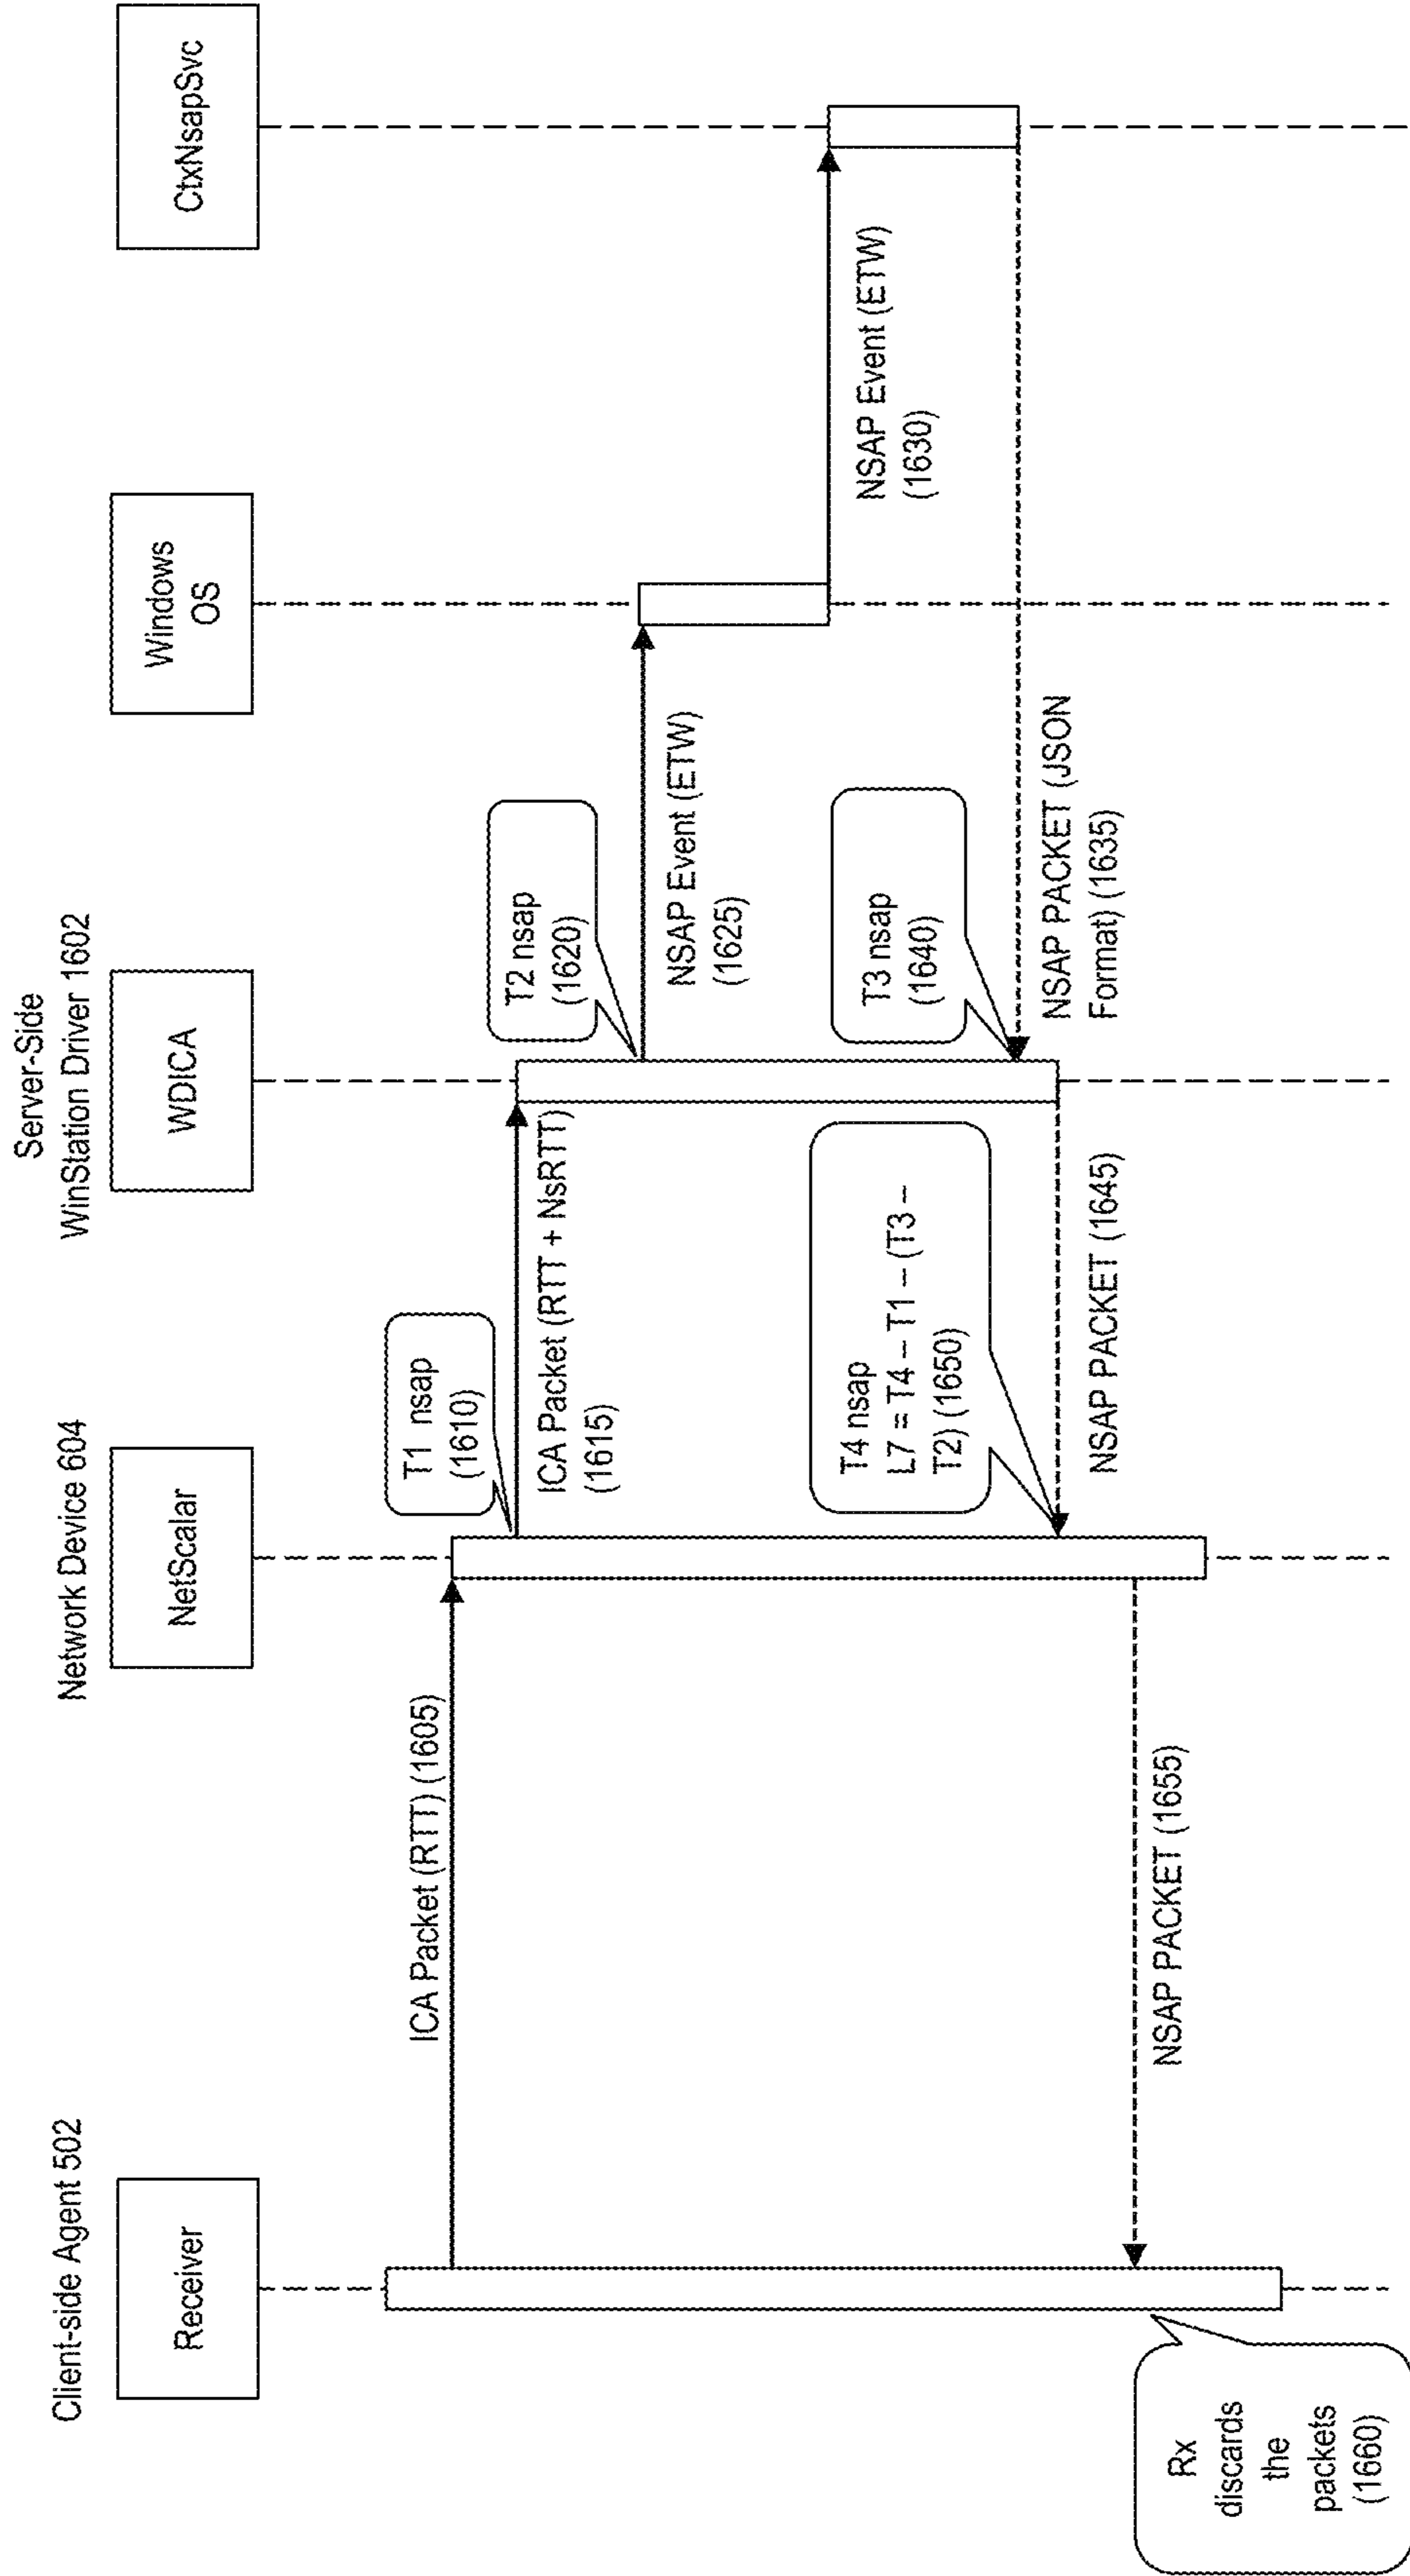 Client-side Agent 502
Receiver
Network Device 604
NetScalar
Server-Side
WinStation Driver 1602
WDICA
Windows
OS
CtxNsapSvc
ICA Packet (RTT) (1605)
T1 nsap
(1610)
ICA Packet (RTT + NsRTT)
(1615)
T2 nsap
(1620)
NSAP Event (ETW)
(1625)
NSAP Event (ETW)
(1630)
NSAP PACKET (JSON
Format) (1635)
T3 nsap
(1640)
NSAP PACKET (1645)
T4 nsap
L7 = T4 – T1 – (T3 –
T2) (1650)
NSAP PACKET (1655)
Rx
discards
the
packets
(1660)